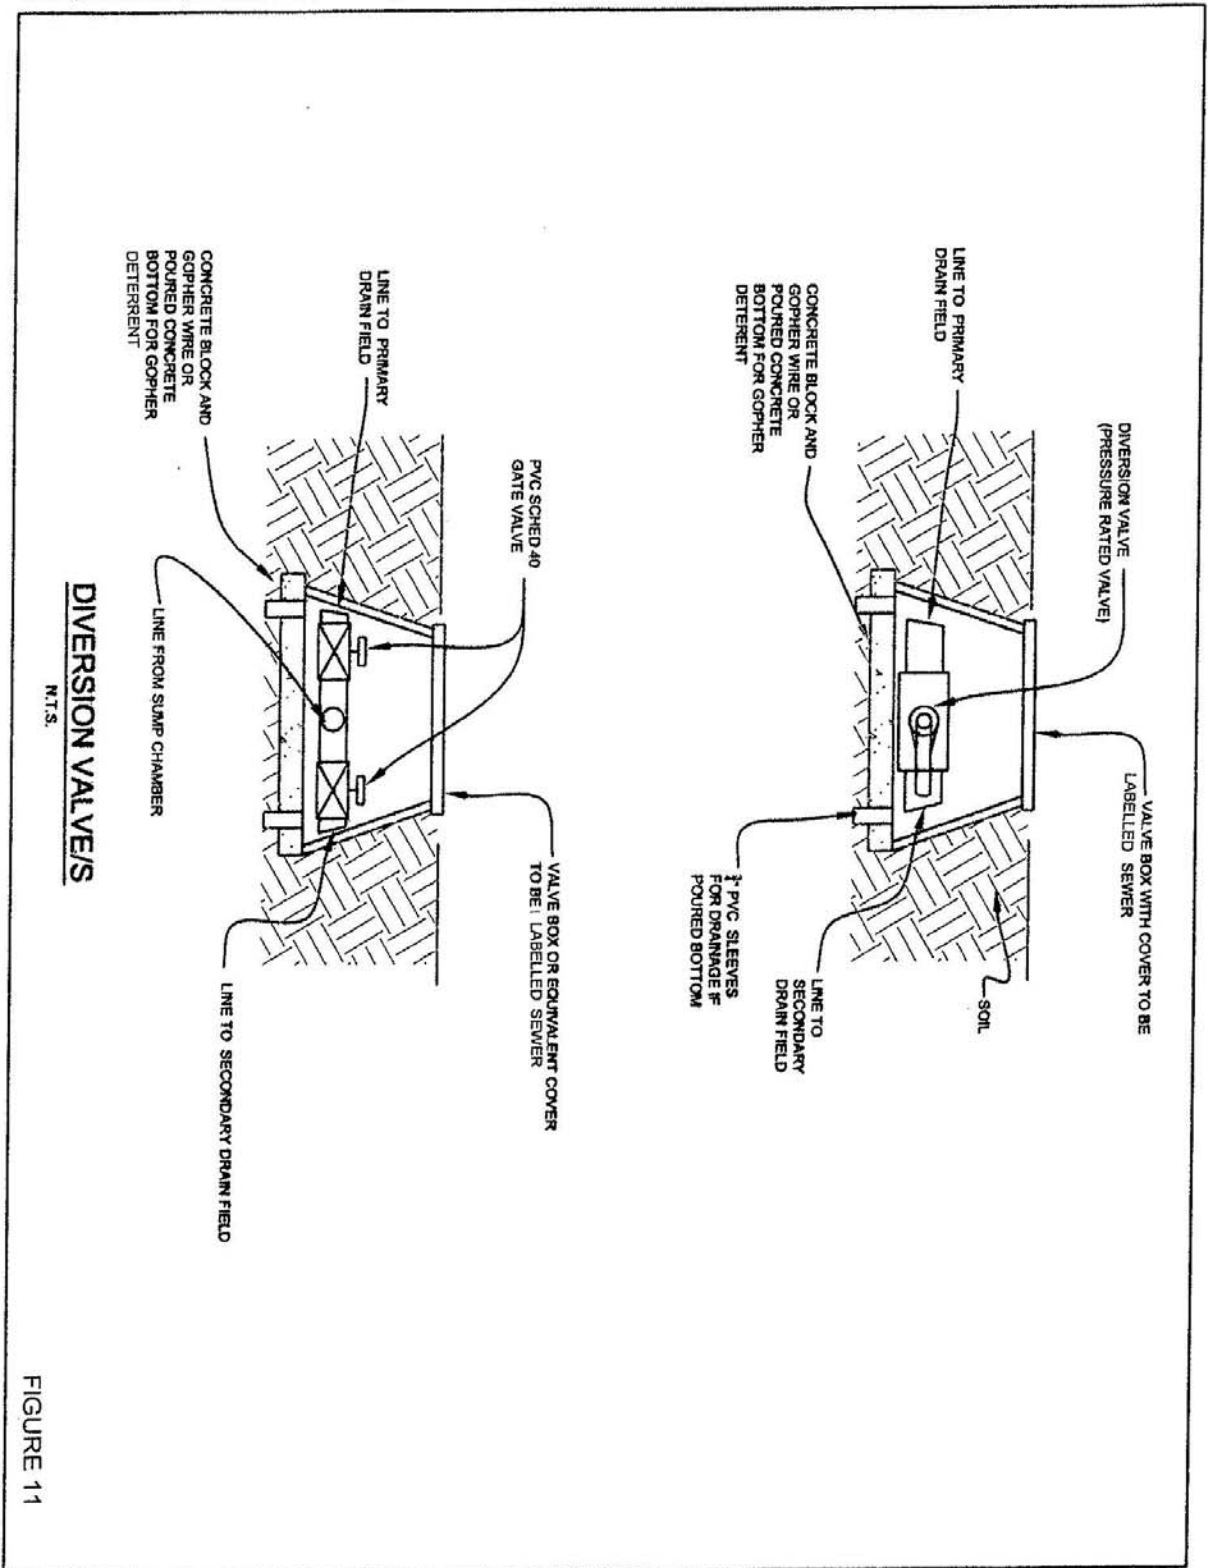 DIVERSION VALVE
(PRESSURE RATED VALVE)
VALVE BOX WITH COVER TO BE
LABELLED SEWER
LINE TO PRIMARY
DRAIN FIELD
SOIL
CONCRETE BLOCK AND
GOPHER WIRE OR
POURED CONCRETE
BOTTOM FOR GOPHER
DETERENT
LINE TO
SECONDARY
DRAIN FIELD
PVC SLEEVES
FOR DRAINAGE IF
POURED BOTTOM
PVC SCHED 40
GATE VALVE
VALVE BOX OR EQUIVALENT COVER
TO BE LABELLED SEWER
LINE TO PRIMARY
DRAIN FIELD
CONCRETE BLOCK AND
GOPHER WIRE OR
POURED CONCRETE
BOTTOM FOR GOPHER
DETERRENT
LINE TO SECONDARY DRAIN FIELD
LINE FROM SUMP CHAMBER
DIVERSION VALVE/S
N.T.S.
FIGURE 11